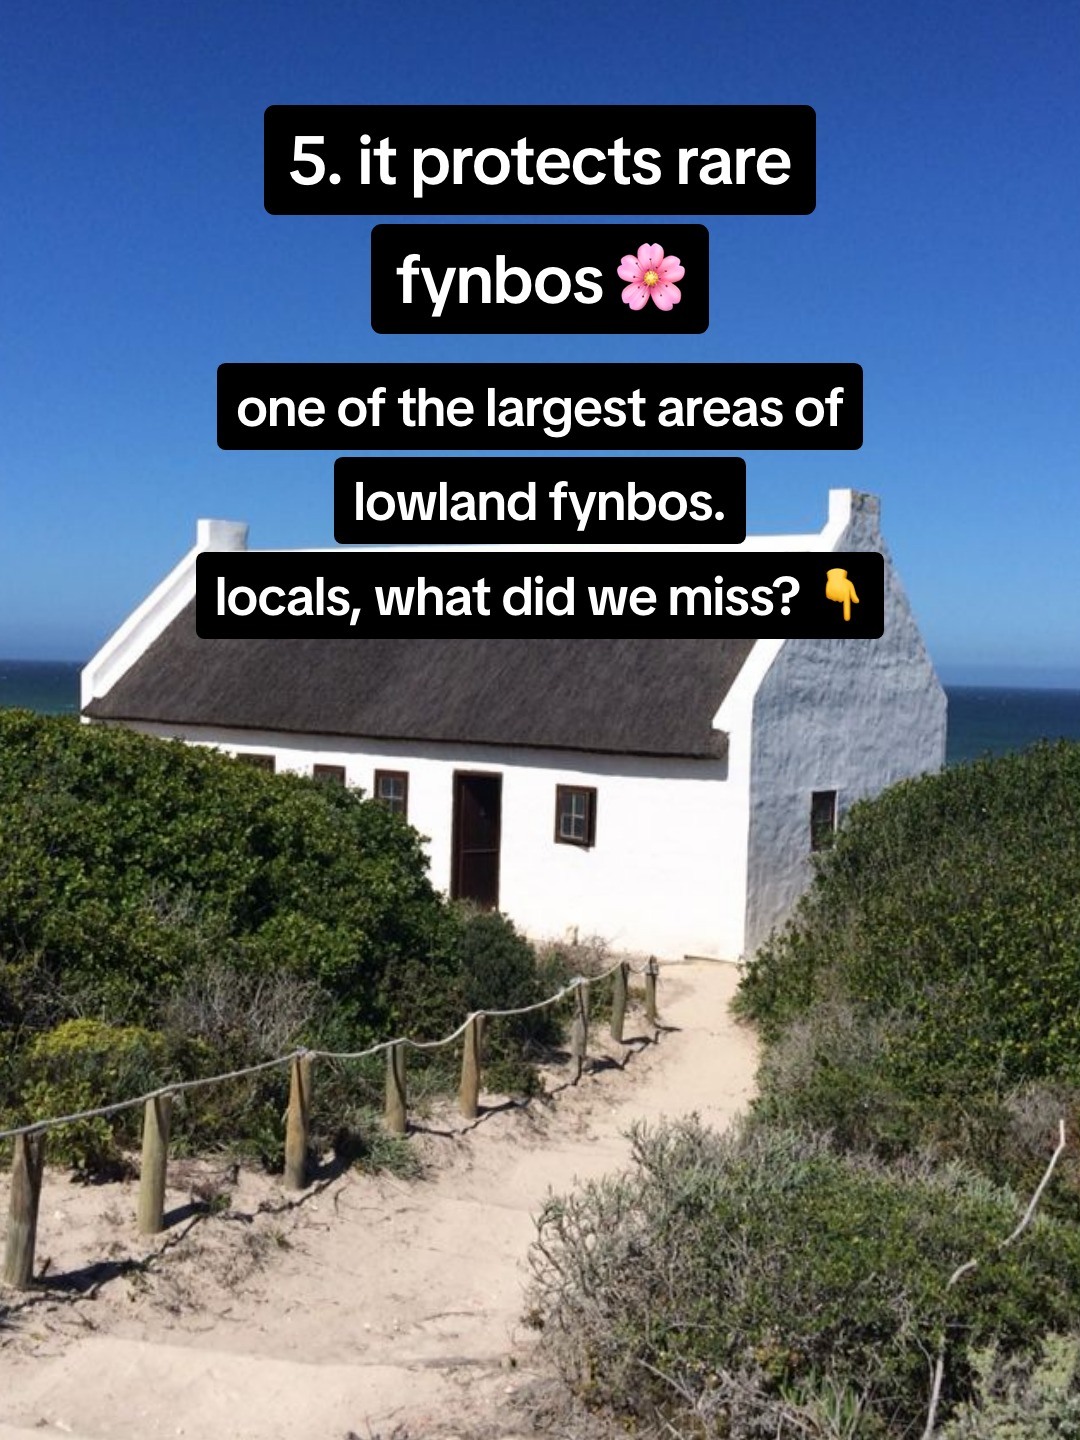 5. it protects rare
fynbos 🌸
one of the largest areas of
lowland fynbos.
locals, what did we miss? 👇